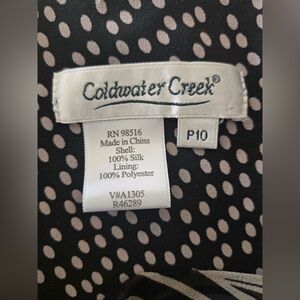 Coldwater Creek®
P10
RN 98516
Made in China
Shell:
100% Silk
Lining:
100% Polyester
V#A1305
R46289